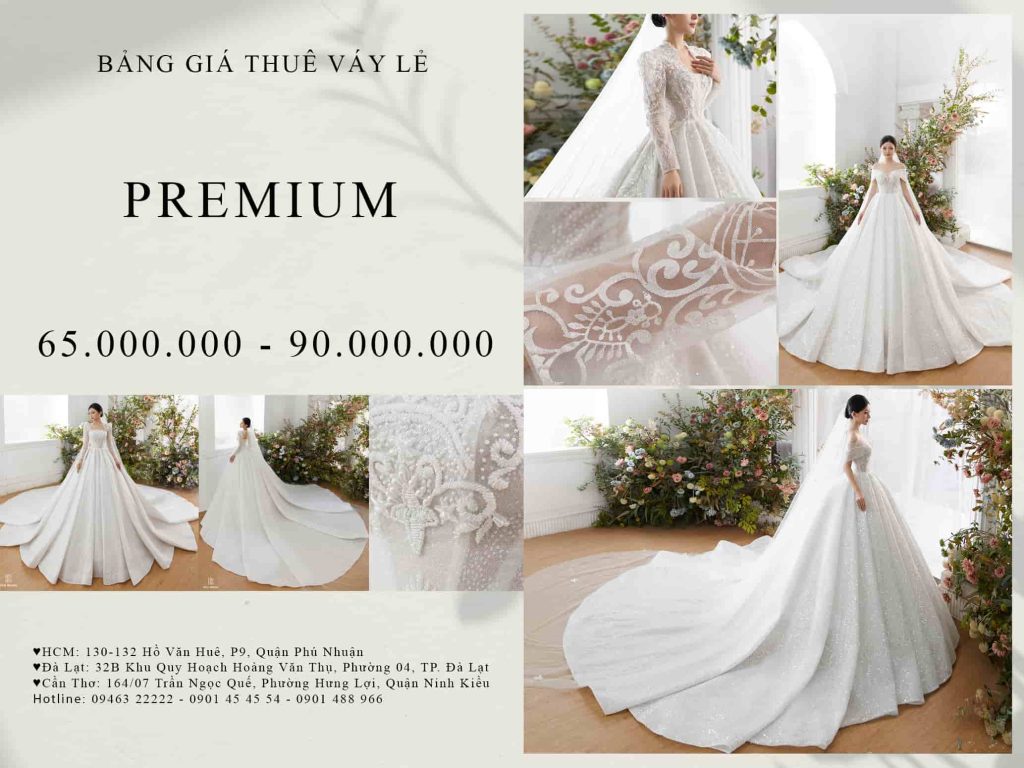 BẢNG GIÁ THUÊ VÁY LẺ
PREMIUM
65.000.000 - 90.000.000
♥HCM: 130-132 Hồ Văn Huê, P9, Quận Phú Nhuận
♥Đà Lạt: 32B Khu Quy Hoạch Hoàng Văn Thụ, Phường 04, TP. Đà Lạt
♥Cần Thơ: 164/07 Trần Ngọc Quế, Phường Hưng Lợi, Quận Ninh Kiều
Hotline: 09463 22222 - 0901 45 45 54 - 0901 488 966